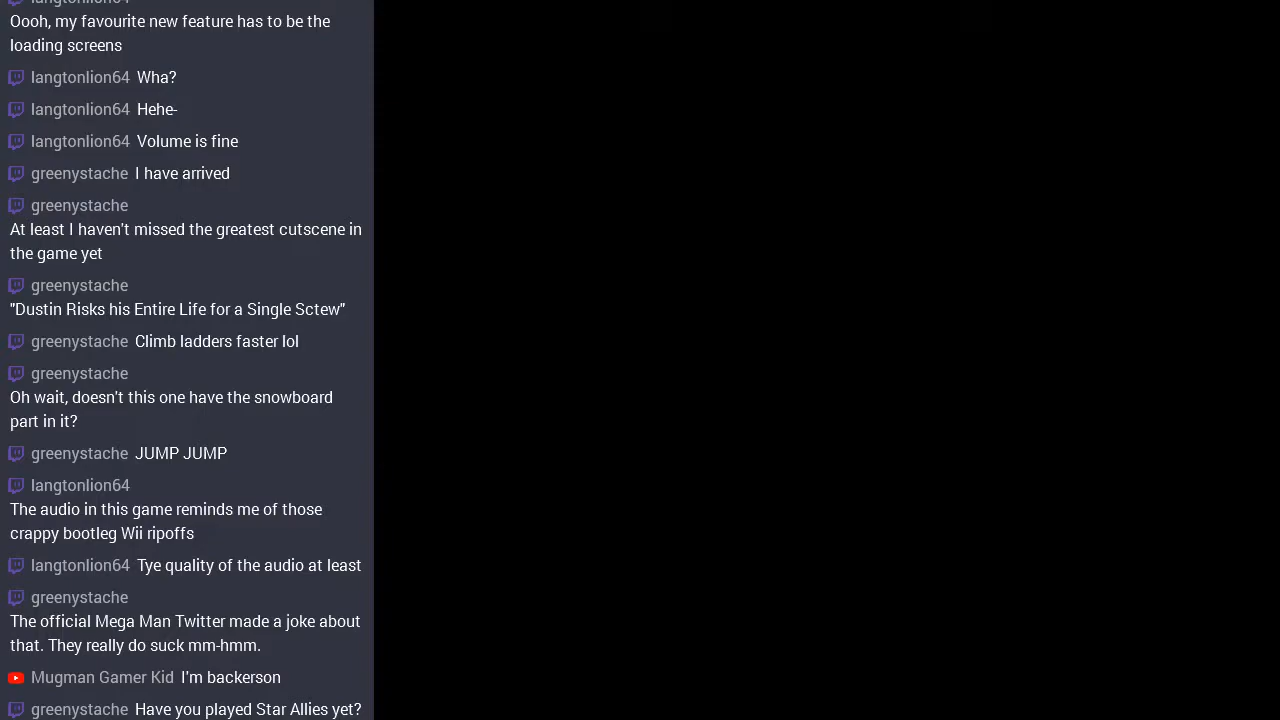 langtonlion64
Oooh, my favourite new feature has to be the
loading screens
langtonlion64 Wha?
langtonlion64 Hehe-
langtonlion64 Volume is fine
greenystache I have arrived
greenystache
At least I haven't missed the greatest cutscene in
the game yet
greenystache
"Dustin Risks his Entire Life for a Single Sctew"
greenystache Climb ladders faster lol
greenystache
Oh wait, doesn't this one have the snowboard
part in it?
greenystache JUMP JUMP
langtonlion64
The audio in this game reminds me of those
crappy bootleg Wii ripoffs
langtonlion64 Tye quality of the audio at least
greenystache
The official Mega Man Twitter made a joke about
that. They really do suck mm-hmm.
Mugman Gamer Kid I'm backerson
greenystache Have you played Star Allies yet?